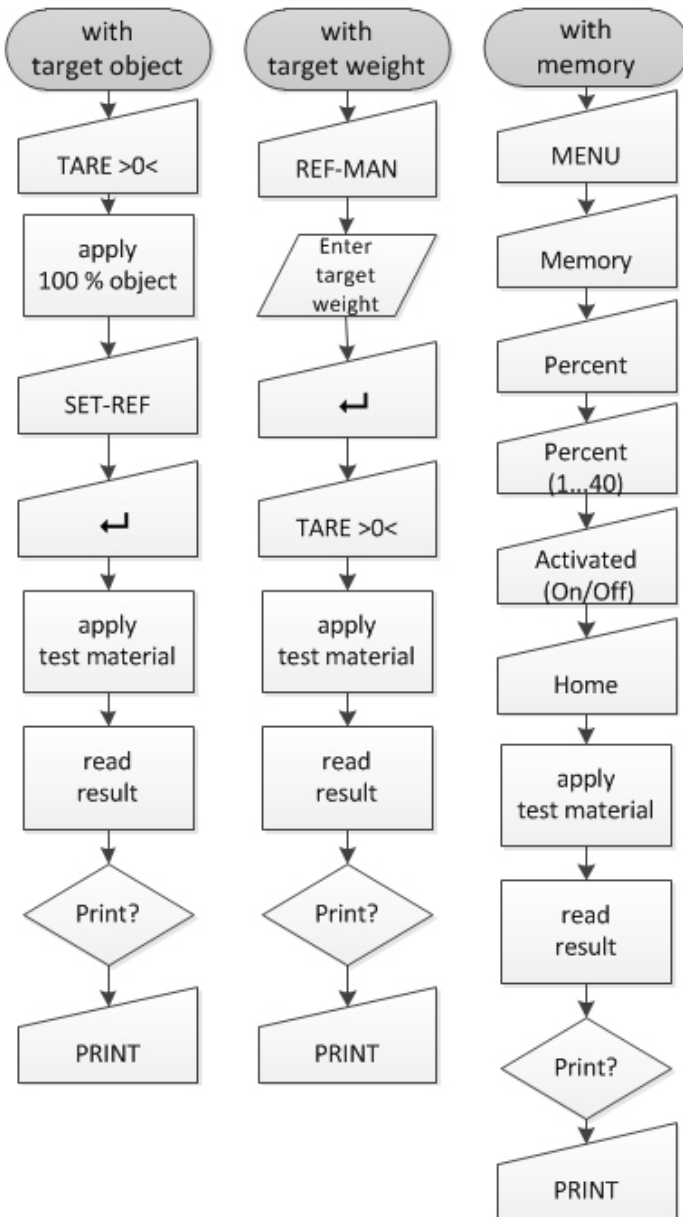 with
target object
TARE >0<
apply
100 % object
SET-REF
↵
apply
test material
read
result
Print?
PRINT
with
target weight
REF-MAN
Enter
target
weight
↵
TARE >0<
apply
test material
read
result
Print?
PRINT
with
memory
MENU
Memory
Percent
Percent
(1...40)
Activated
(On/Off)
Home
apply
test material
read
result
Print?
PRINT